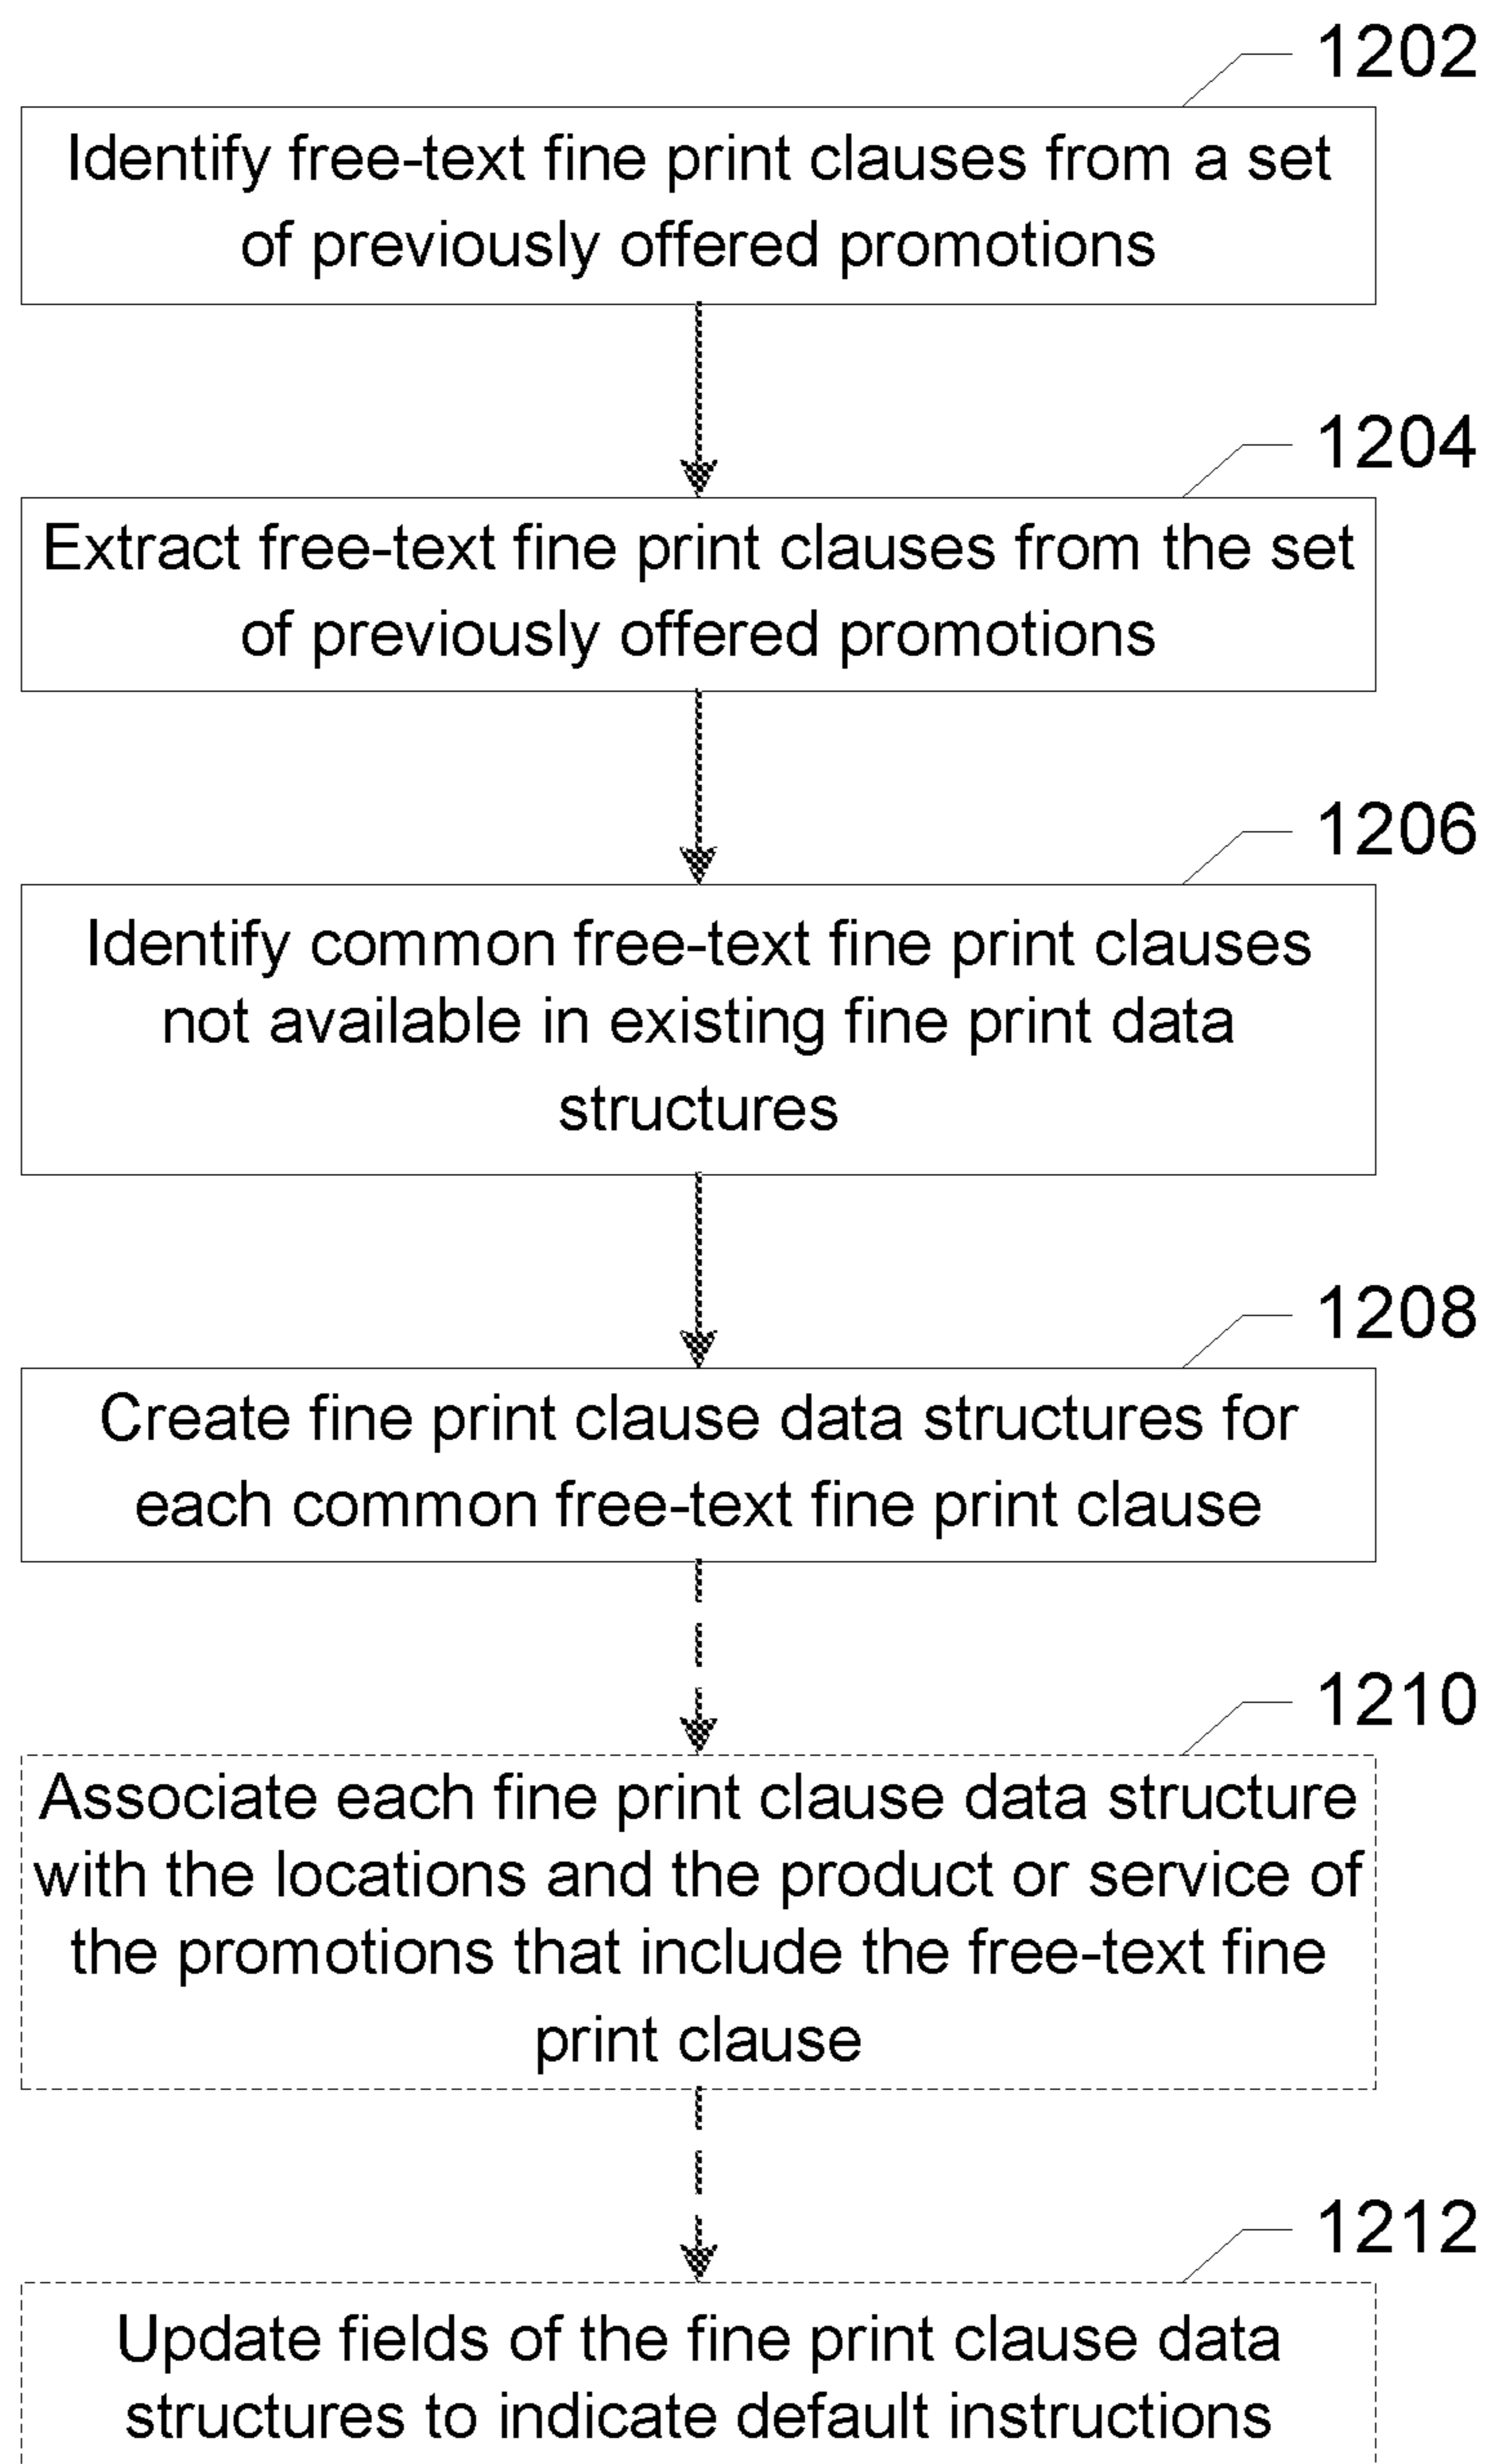 1202
Identify free-text fine print clauses from a set
of previously offered promotions
1204
Extract free-text fine print clauses from the set
of previously offered promotions
1206
Identify common free-text fine print clauses
not available in existing fine print data
structures
1208
Create fine print clause data structures for
each common free-text fine print clause
1210
Associate each fine print clause data structure
with the locations and the product or service of
the promotions that include the free-text fine
print clause
1212
Update fields of the fine print clause data
structures to indicate default instructions